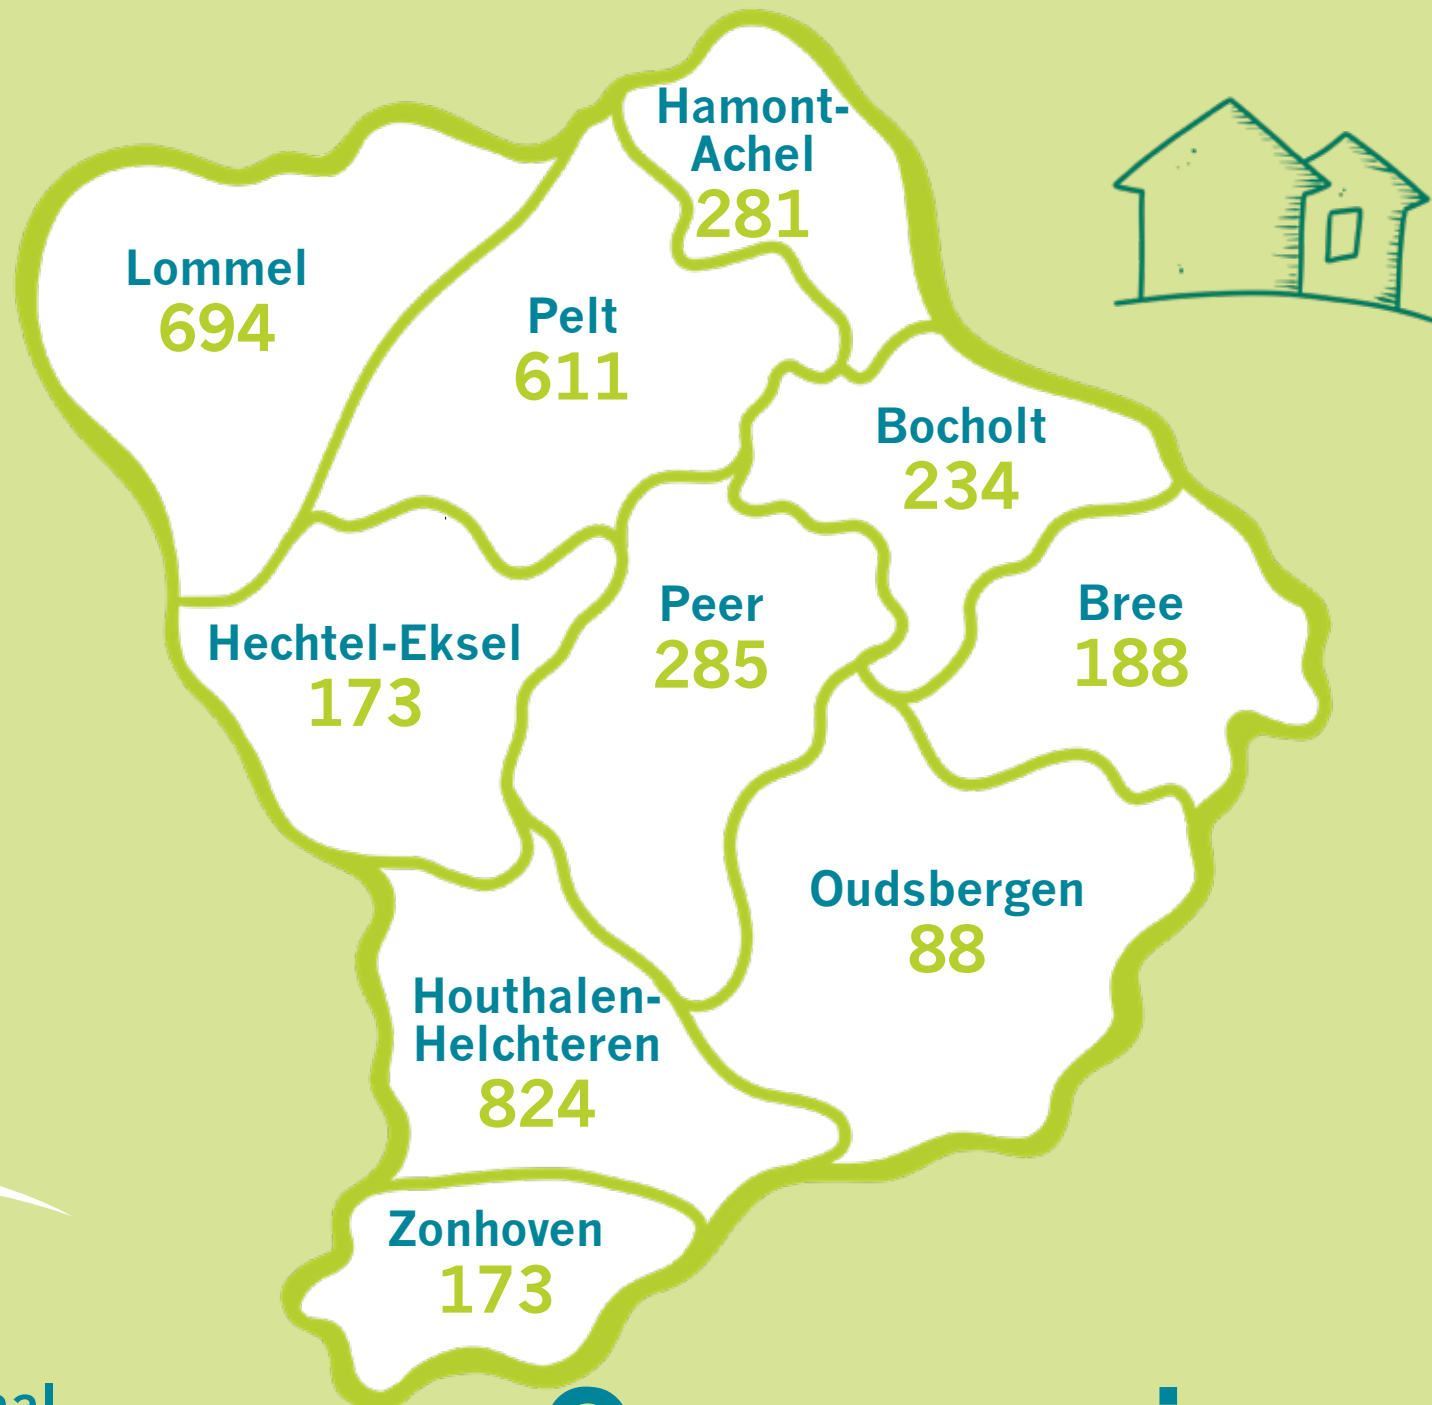 Hamont-
Achel
281
Lommel
694
Pelt
611
Bocholt
234
Peer
285
Bree
188
Hechtel-Eksel
173
Oudsbergen
88
Houthalen-
Helchteren
824
Zonhoven
173